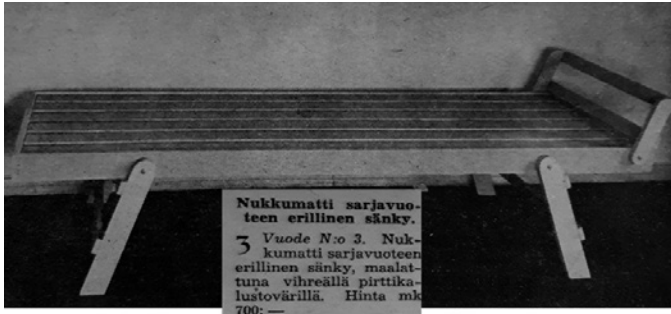 Nukkumatti sarjavuo-
teen erillinen sänky.
3 Vuode N:o 3. Nuk-
kumatti sarjavuoteen
erillinen sänky, maalat-
tuna vihreällä pirttika-
lustovärillä. Hinta mk
700: —